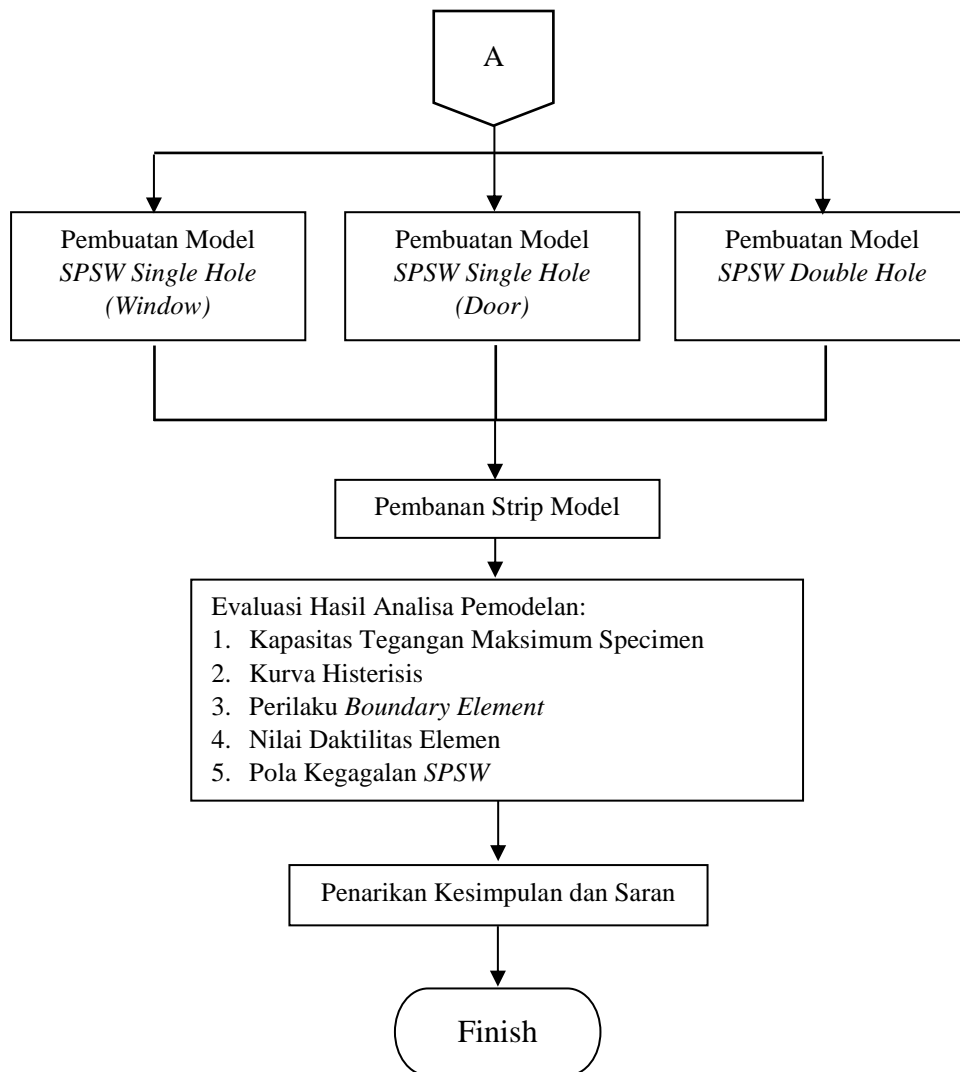 A
Pembuatan Model
SPSW Single Hole
(Window)
Pembuatan Model
SPSW Single Hole
(Door)
Pembuatan Model
SPSW Double Hole
Pembanan Strip Model
Evaluasi Hasil Analisa Pemodelan:
1. Kapasitas Tegangan Maksimum Specimen
2. Kurva Histerisis
3. Perilaku Boundary Element
4. Nilai Daktilitas Elemen
5. Pola Kegagalan SPSW
Penarikan Kesimpulan dan Saran
Finish